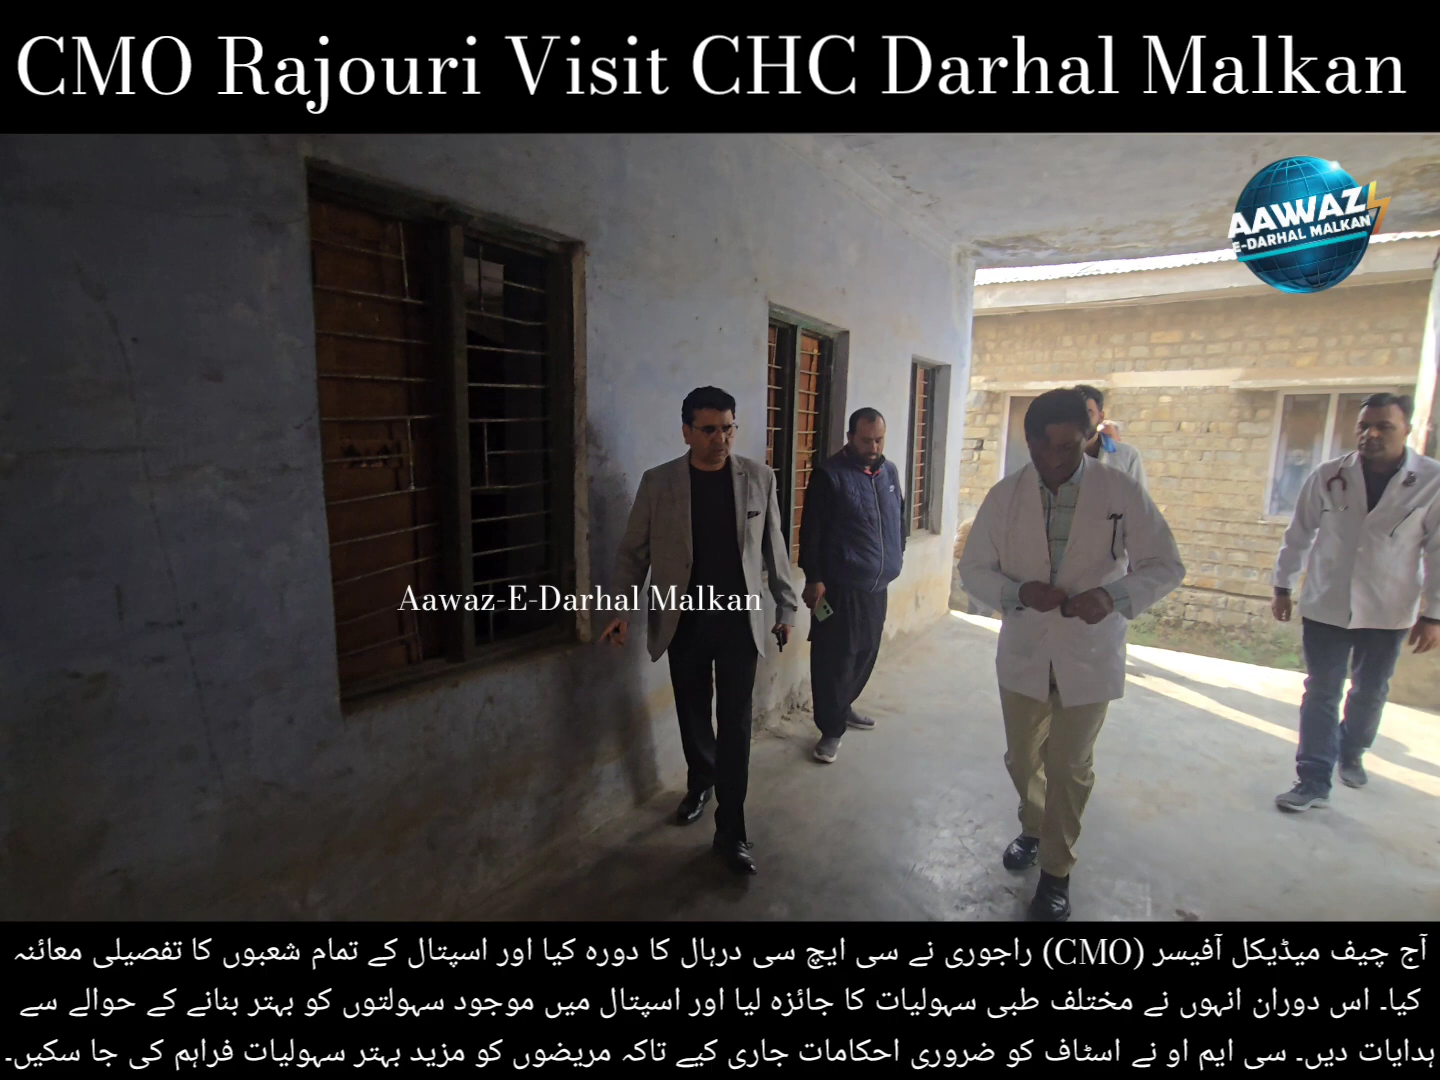 CMO Rajouri Visit CHC Darhal Malkan
AAWAZ
E-DARHAL MALKAN
Aawaz-E-Darhal Malkan
آج چیف میڈیکل آفیسر (CMO) راجوری نے سی ایچ سی درہال کا دورہ کیا اور اسپتال کے تمام شعبوں کا تفصیلی معائنہ
کیا۔ اس دوران انہوں نے مختلف طبی سہولیات کا جائزہ لیا اور اسپتال میں موجود سہولتوں کو بہتر بنانے کے حوالے سے
ہدایات دیں۔ سی ایم او نے اسٹاف کو ضروری احکامات جاری کیے تاکہ مریضوں کو مزید بہتر سہولیات فراہم کی جا سکیں۔